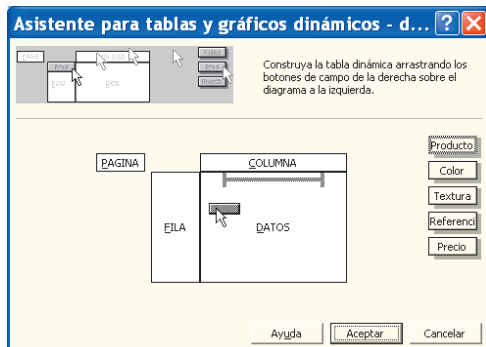 Asistente para tablas y gráficos dinámicos - d...
Construya la tabla dinámica arrastrando los
botones de campo de la derecha sobre el
diagrama a la izquierda.
PAGINA
COLUMNA
FILA
DATOS
Producto
Color
Textura
Referenci
Precio
Ayuda
Aceptar
Cancelar